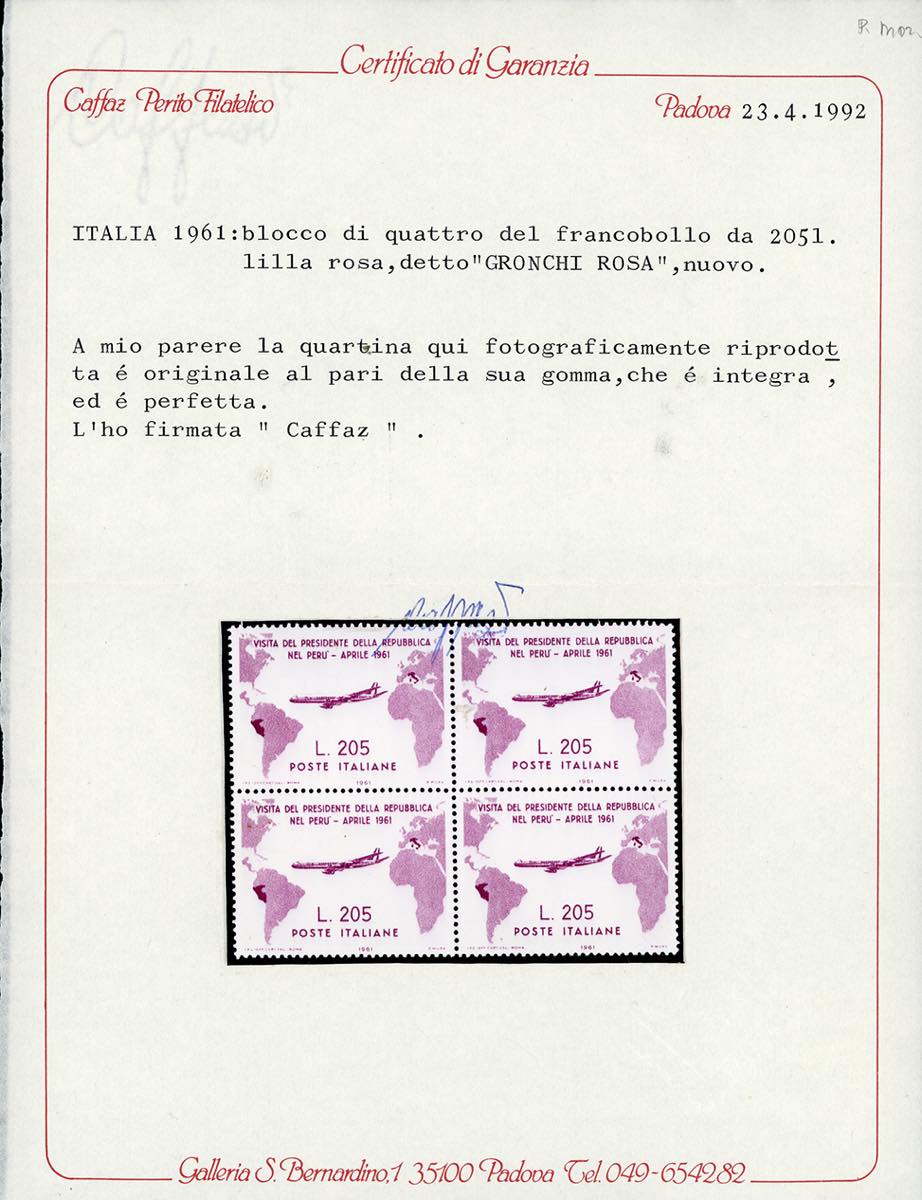 Certificato di Garanzia
Caffaz Perito Filatelico
Padova 23.4.1992
ITALIA 1961:blocco di quattro del francobollo da 205l.
lilla rosa,detto"GRONCHI ROSA",nuovo.
A mio parere la quartina qui fotograficamente riprodot
ta é originale al pari della sua gomma,che é integra ,
ed é perfetta.
L'ho firmata " Caffaz " .
VISITA DEL PRESIDENTE DELLA REPUBBLICA
NEL PERU' - APRILE 1961
L. 205
POSTE ITALIANE
1961
VISITA DEL PRESIDENTE DELLA REPUBBLICA
NEL PERU' - APRILE 1961
L. 205
POSTE ITALIANE
1961
VISITA DEL PRESIDENTE DELLA REPUBBLICA
NEL PERU' - APRILE 1961
L. 205
POSTE ITALIANE
1961
VISITA DEL PRESIDENTE DELLA REPUBBLICA
NEL PERU' - APRILE 1961
L. 205
POSTE ITALIANE
1961
Galleria S. Bernardino,1 35100 Padova Tel. 049-654282